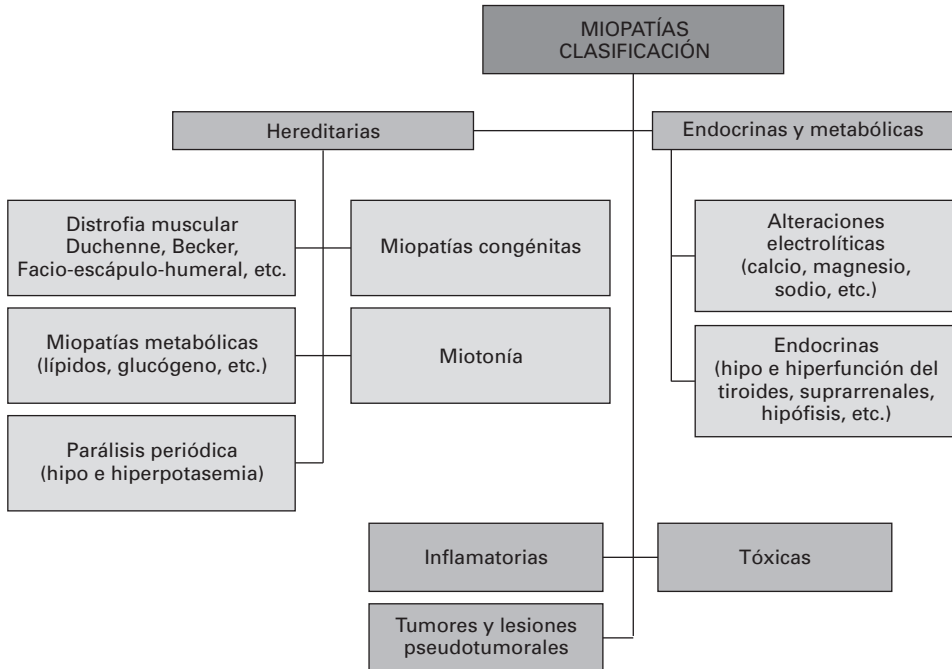 MIOPATÍAS
CLASIFICACIÓN
Hereditarias
Endocrinas y metabólicas
Distrofia muscular
Duchenne, Becker,
Facio-escápulo-humeral, etc.
Miopatías congénitas
Alteraciones
electrolíticas
(calcio, magnesio,
sodio, etc.)
Miopatías metabólicas
(lípidos, glucógeno, etc.)
Miotonía
Endocrinas
(hipo e hiperfunción del
tiroides, suprarrenales,
hipófisis, etc.)
Parálisis periódica
(hipo e hiperpotasemia)
Inflamatorias
Tóxicas
Tumores y lesiones
pseudotumorales